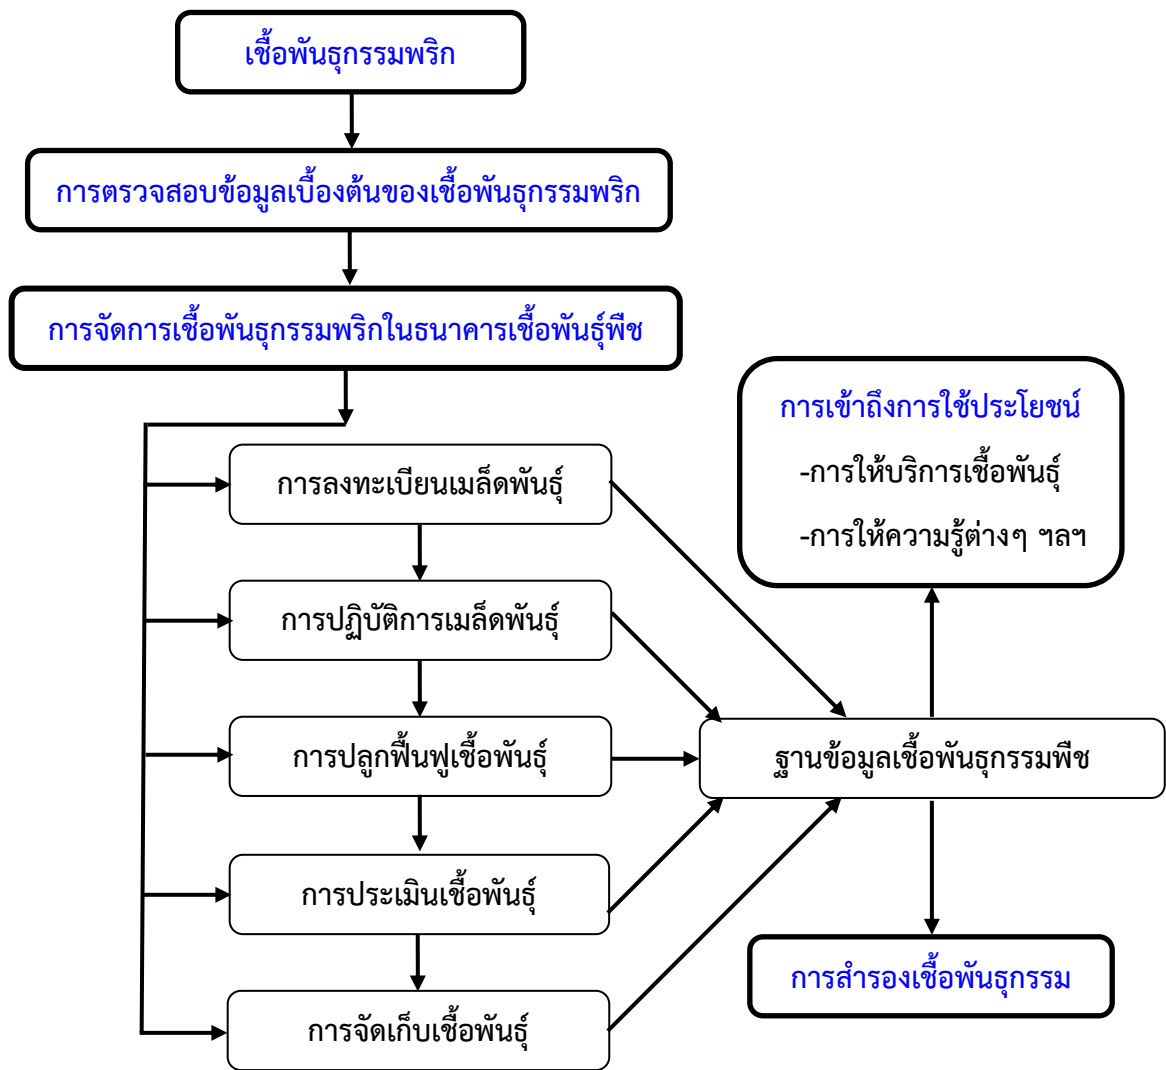 เชื้อพันธุกรรมพริก
การตรวจสอบข้อมูลเบื้องต้นของเชื้อพันธุกรรมพริก
การจัดการเชื้อพันธุกรรมพริกในธนาคารเชื้อพันธุ์พืช
การลงทะเบียนเมล็ดพันธุ์
การปฏิบัติการเมล็ดพันธุ์
การปลูกฟื้นฟูเชื้อพันธุ์
การประเมินเชื้อพันธุ์
การจัดเก็บเชื้อพันธุ์
การเข้าถึงการใช้ประโยชน์
-การให้บริการเชื้อพันธุ์
-การให้ความรู้ต่างๆ ฯลฯ
ฐานข้อมูลเชื้อพันธุกรรมพืช
การสำรองเชื้อพันธุกรรม